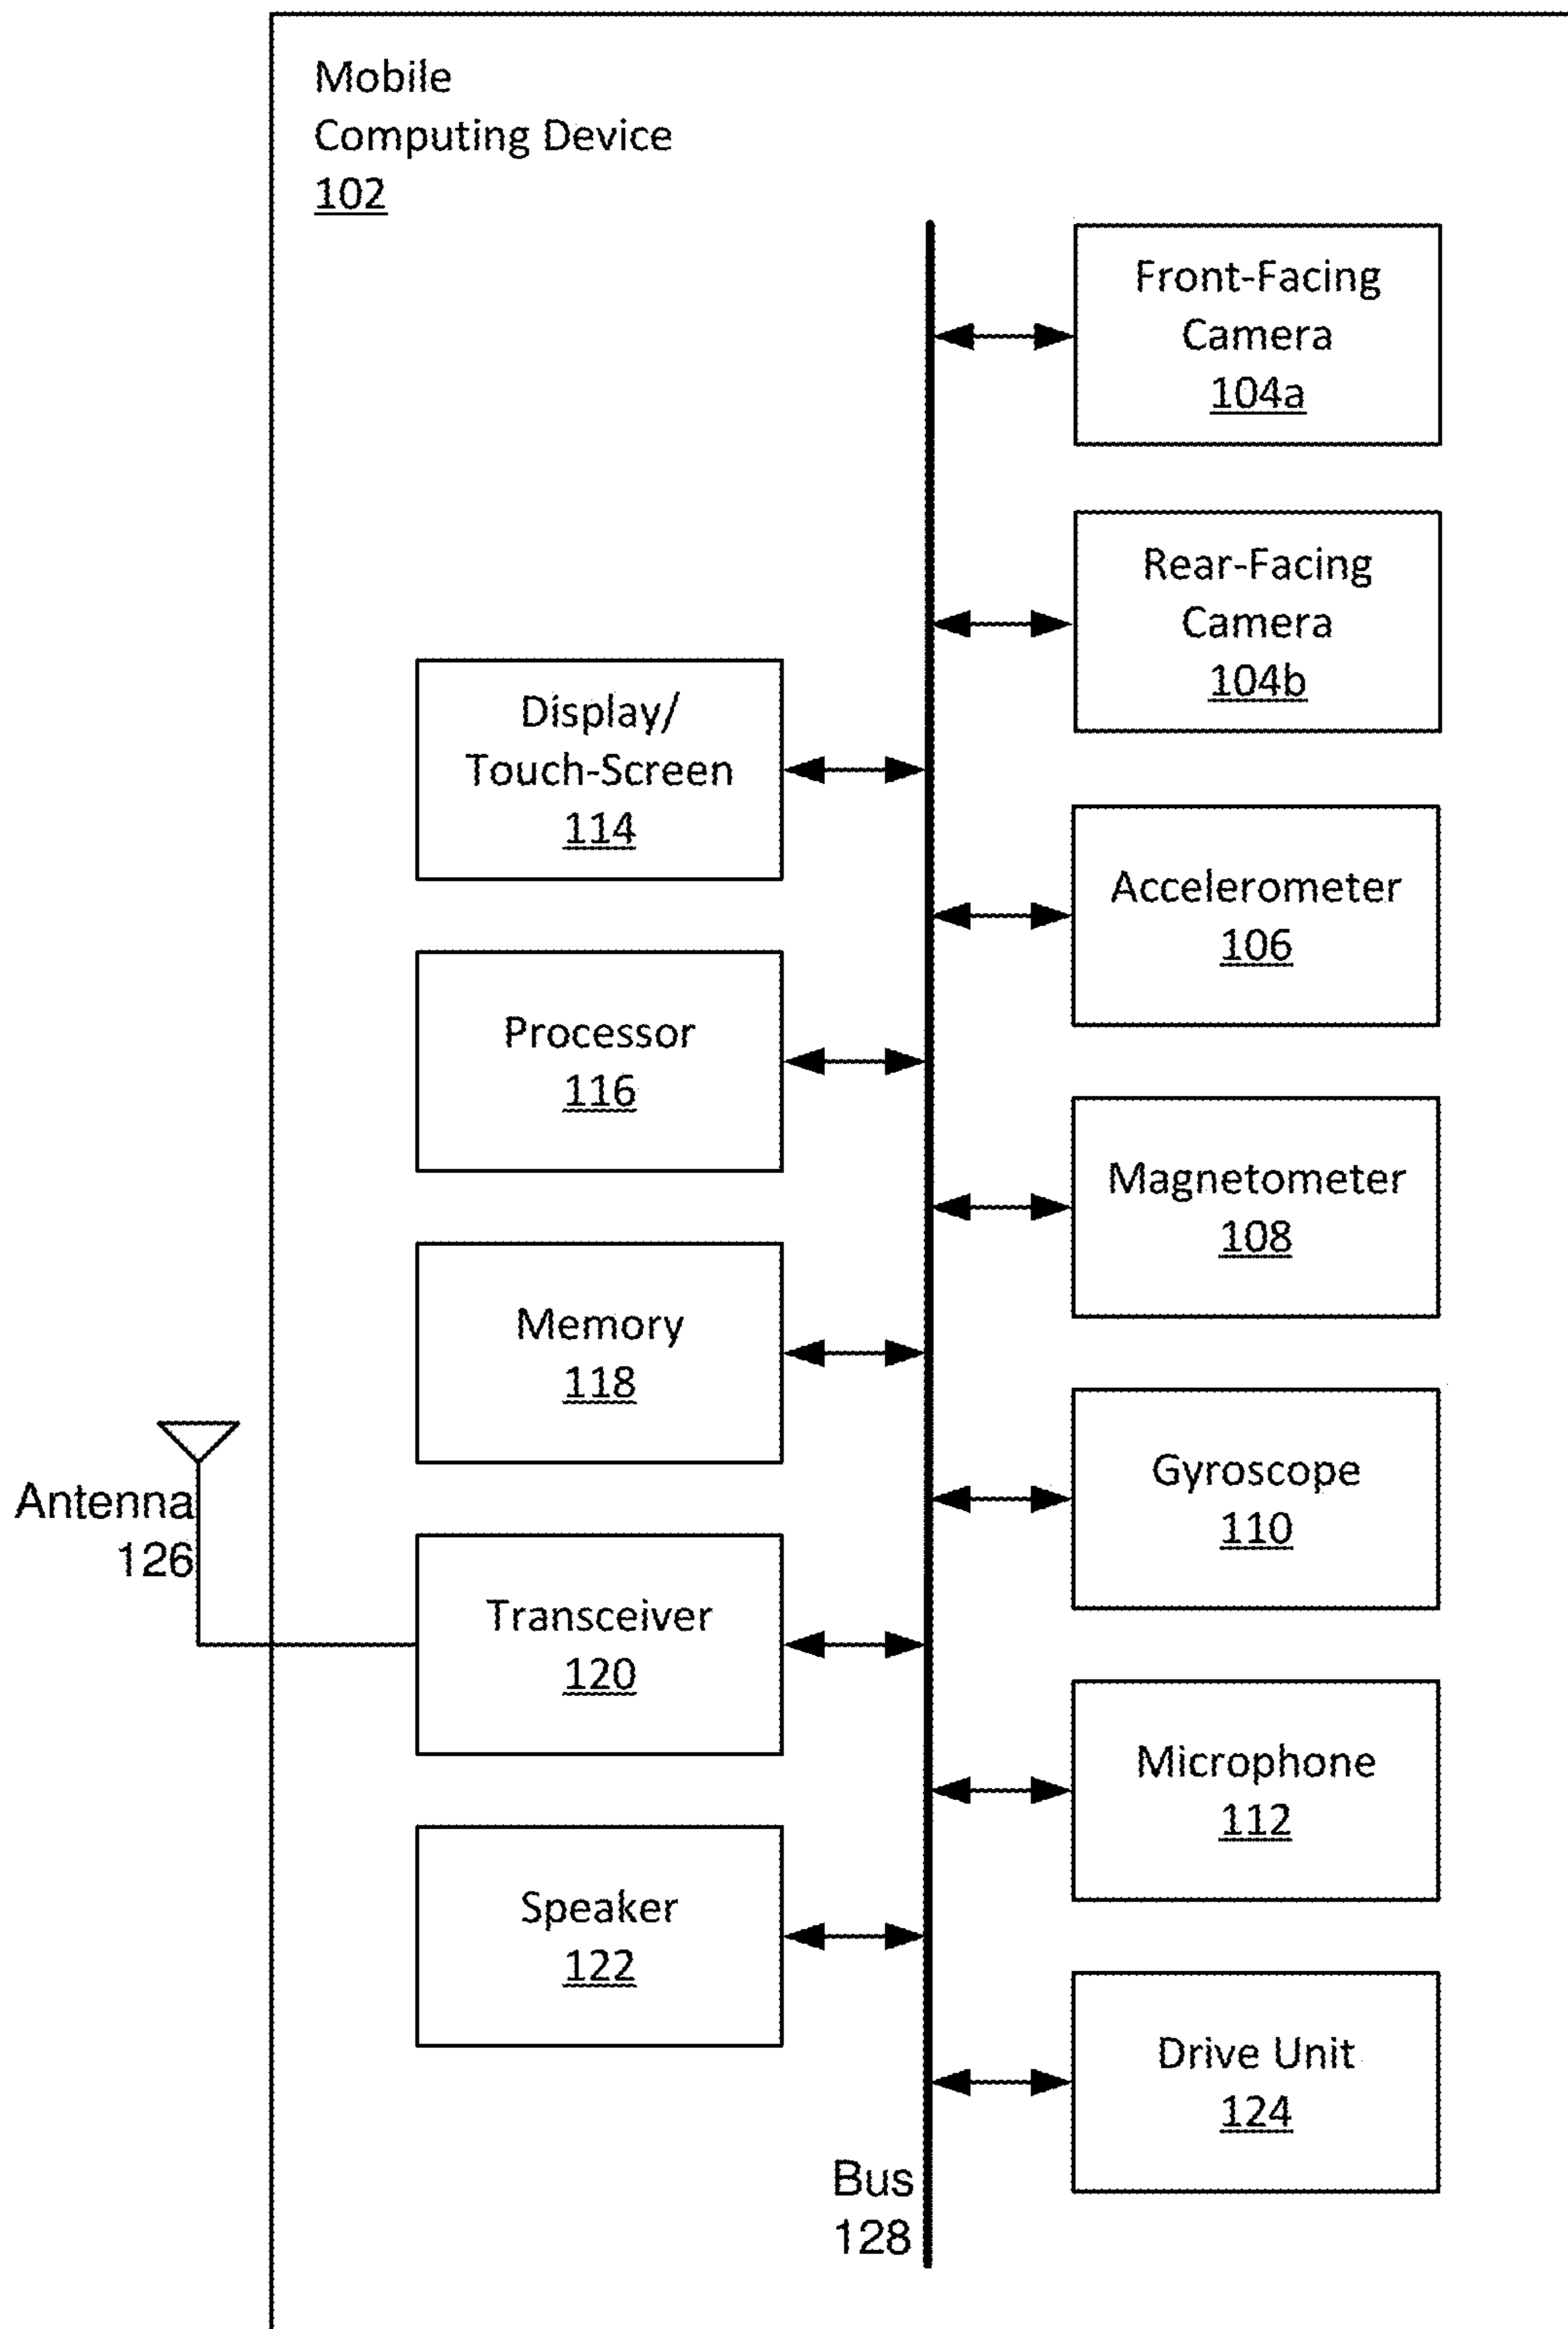 Mobile
Computing Device
102
Front-Facing
Camera
104a
Rear-Facing
Camera
104b
Display/
Touch-Screen
114
Accelerometer
106
Processor
116
Magnetometer
108
Memory
118
Gyroscope
110
Antenna
126
Transceiver
120
Microphone
112
Speaker
122
Drive Unit
124
Bus
128